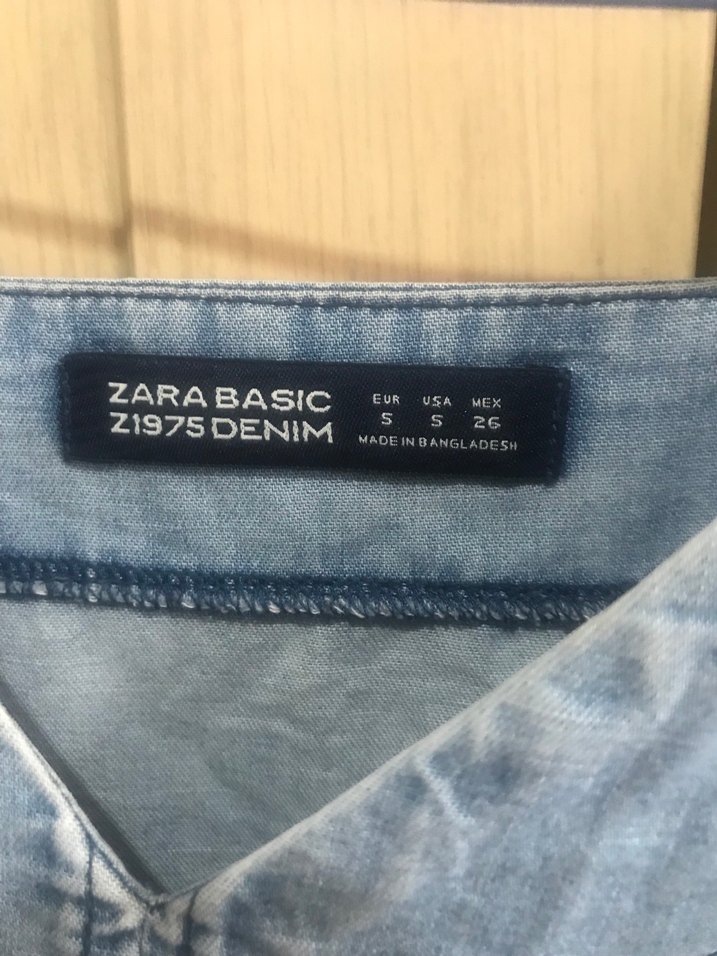 ZARA BASIC
Z1975 DENIM
EUR USA MEX
S S 26
MADE IN BANGLADESH